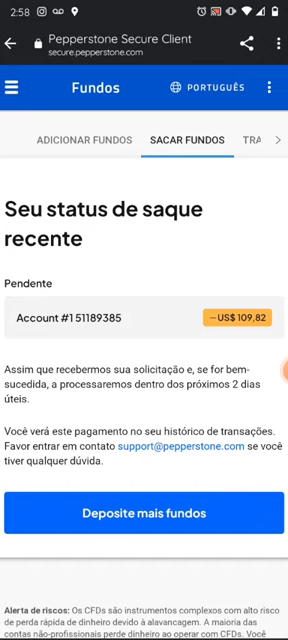 2:58
Pepperstone Secure Client
secure.pepperstone.com
Fundos
PORTUGUÊS
ADICIONAR FUNDOS
SACAR FUNDOS
TRA
Seu status de saque
recente
Pendente
Account #1 51189385
−US$ 109,82
Assim que recebermos sua solicitação e, se for bem-
sucedida, a processaremos dentro dos próximos 2 dias
úteis.
Você verá este pagamento no seu histórico de transações.
Favor entrar em contato support@pepperstone.com se você
tiver qualquer dúvida.
Deposite mais fundos
Alerta de riscos: Os CFDs são instrumentos complexos com alto risco
de perda rápida de dinheiro devido à alavancagem. A maioria das
contas não-profissionais perde dinheiro ao operar com CFDs. Você